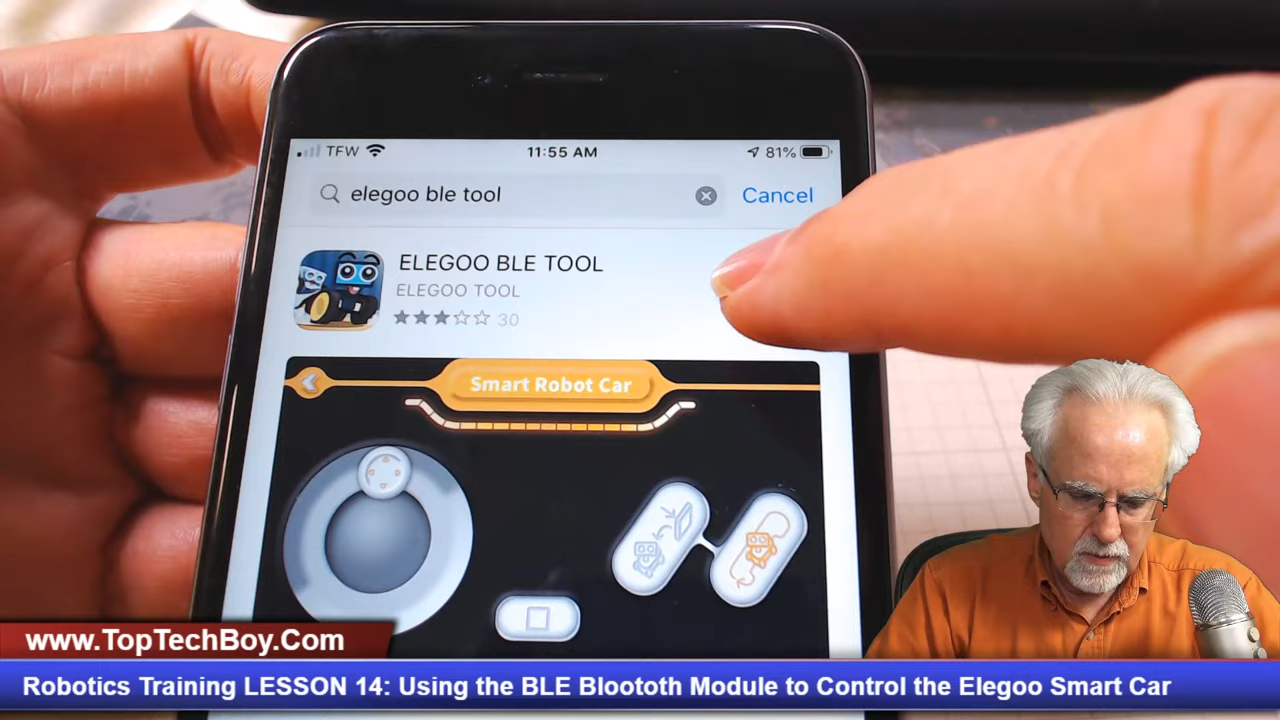 TFW
11:55 AM
81%
elegoo ble tool
Cancel
ELEGOO BLE TOOL
ELEGOO TOOL
30
Smart Robot Car
www.TopTechBoy.Com
Robotics Training LESSON 14: Using the BLE Bloototh Module to Control the Elegoo Smart Car